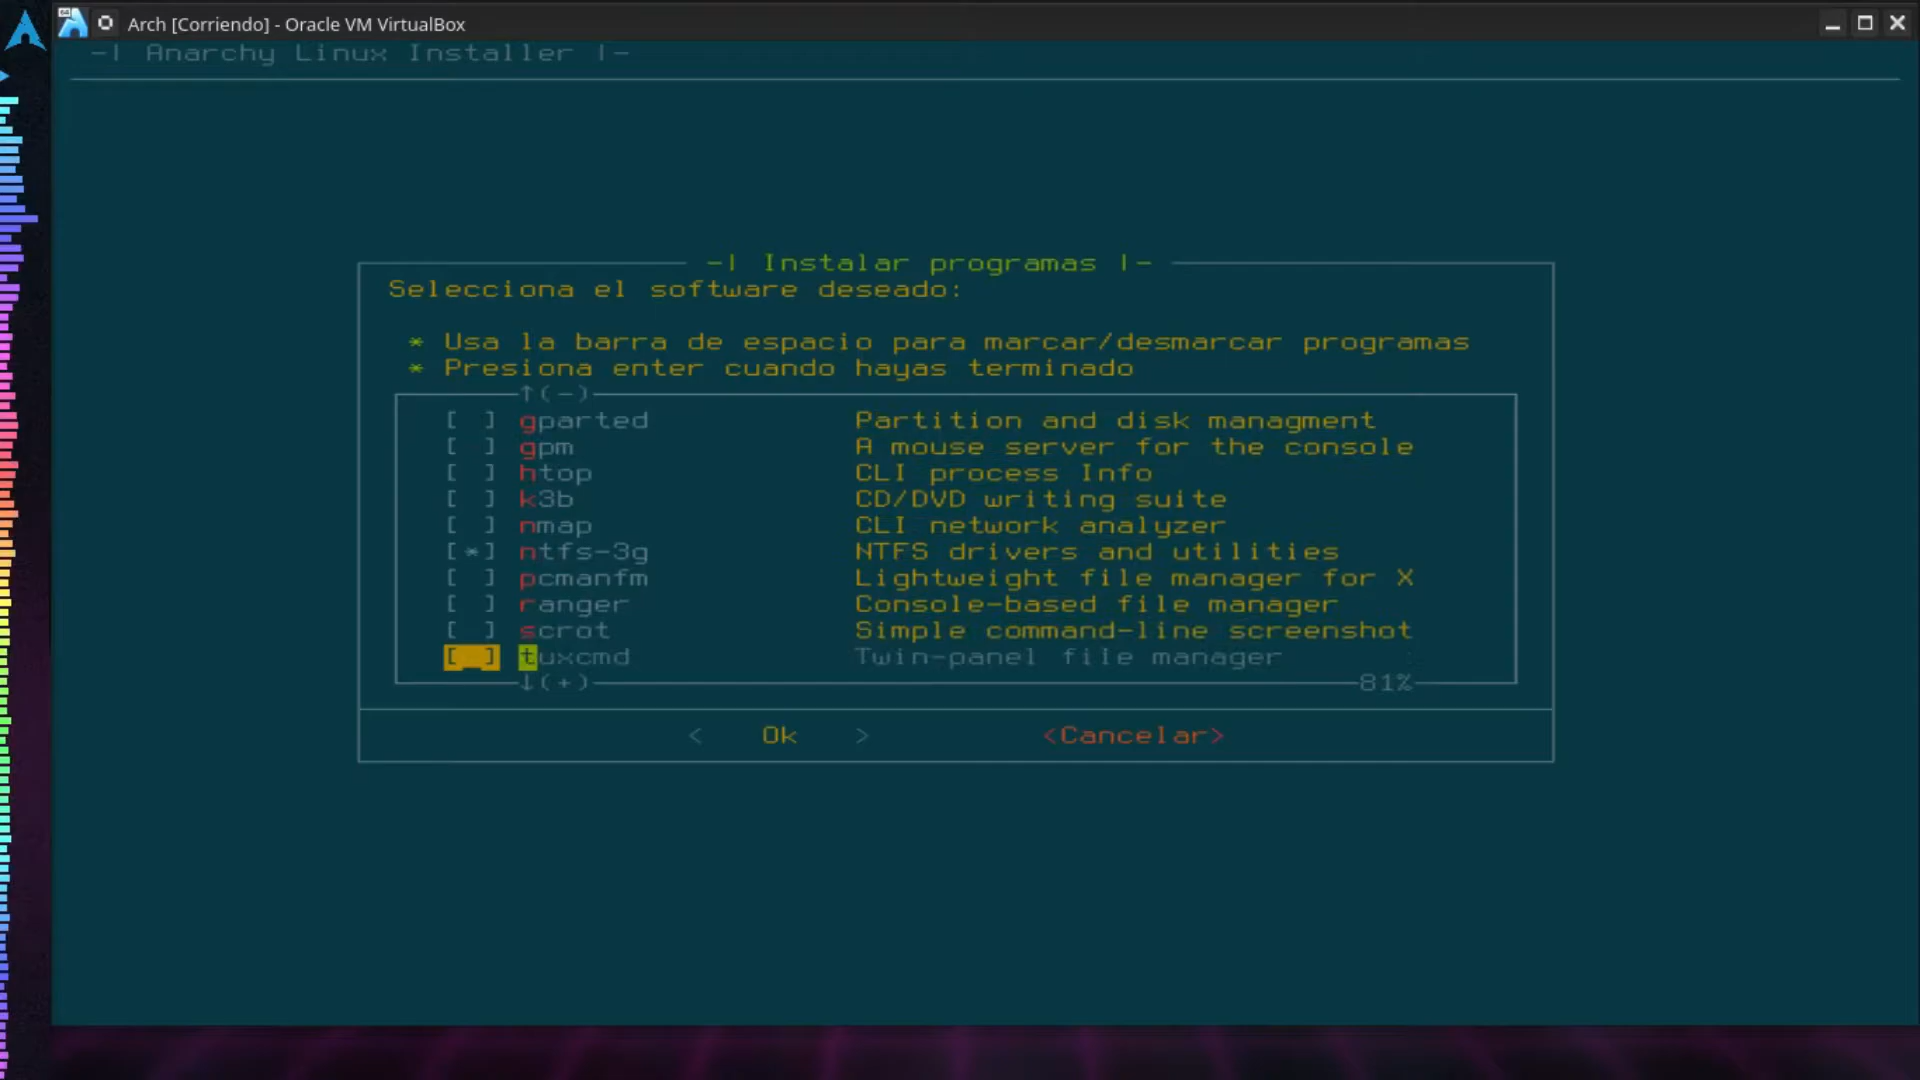 Arch [Corriendo] - Oracle VM VirtualBox
-| Anarchy Linux Installer |-
-| Instalar programas |-
Selecciona el software deseado:
* Usa la barra de espacio para marcar/desmarcar programas
* Presiona enter cuando hayas terminado
↑(-)
[ ] gparted Partition and disk managment
[ ] gpm A mouse server for the console
[ ] htop CLI process Info
[ ] k3b CD/DVD writing suite
[ ] nmap CLI network analyzer
[*] ntfs-3g NTFS drivers and utilities
[ ] pcmanfm Lightweight file manager for X
[ ] ranger Console-based file manager
[ ] scrot Simple command-line screenshot
[ ] tuxcmd Twin-panel file manager
↓(+) 81%
< Ok > <Cancelar>